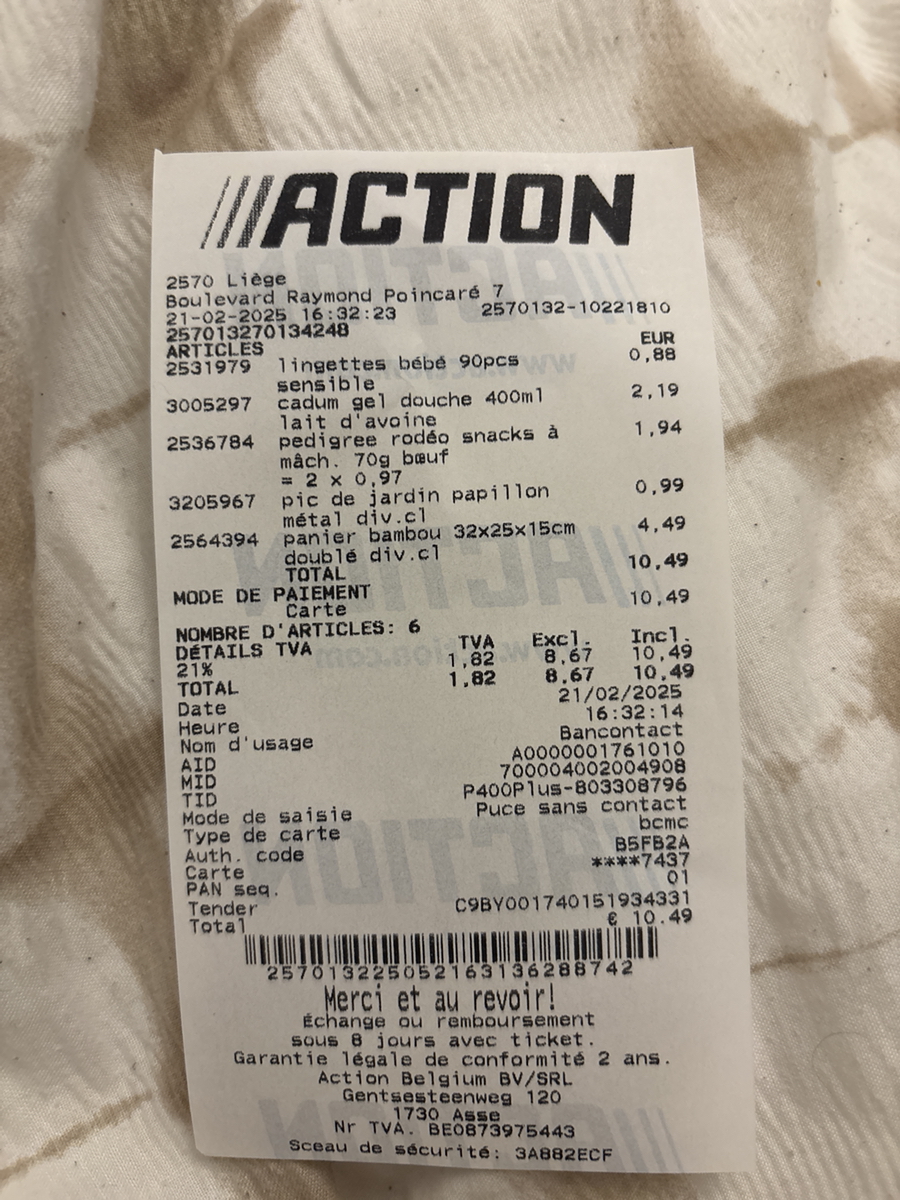 ACTION
2570 Liège
Boulevard Raymond Poincaré 7
21-02-2025 16:32:23 2570132-10221810
257013270134248
ARTICLES EUR
2531979 lingettes bébé 90pcs 0,88
sensible
3005297 cadum gel douche 400ml 2,19
lait d'avoine
2536784 pedigree rodéo snacks à 1,94
mâch. 70g bœuf
= 2 x 0,97
3205967 pic de jardin papillon 0,99
métal div.cl
2564394 panier bambou 32x25x15cm 4,49
doublé div.cl
TOTAL 10,49
MODE DE PAIEMENT
Carte 10,49
NOMBRE D'ARTICLES: 6
DÉTAILS TVA TVA Excl. Incl.
21% 1,82 8,67 10,49
TOTAL 1,82 8,67 10,49
Date 21/02/2025
Heure 16:32:14
Nom d'usage Bancontact
AID A0000001761010
MID 700004002004908
TID P400Plus-803308796
Mode de saisie Puce sans contact
Type de carte bcmc
Auth. code B5FB2A
Carte ****7437
PAN seq. 01
Tender C9BY001740151934331
Total € 10.49
257013225052163136288742
Merci et au revoir!
Échange ou remboursement
sous 8 jours avec ticket.
Garantie légale de conformité 2 ans.
Action Belgium BV/SRL
Gentsesteenweg 120
1730 Asse
Nr TVA. BE0873975443
Sceau de sécurité: 3A882ECF